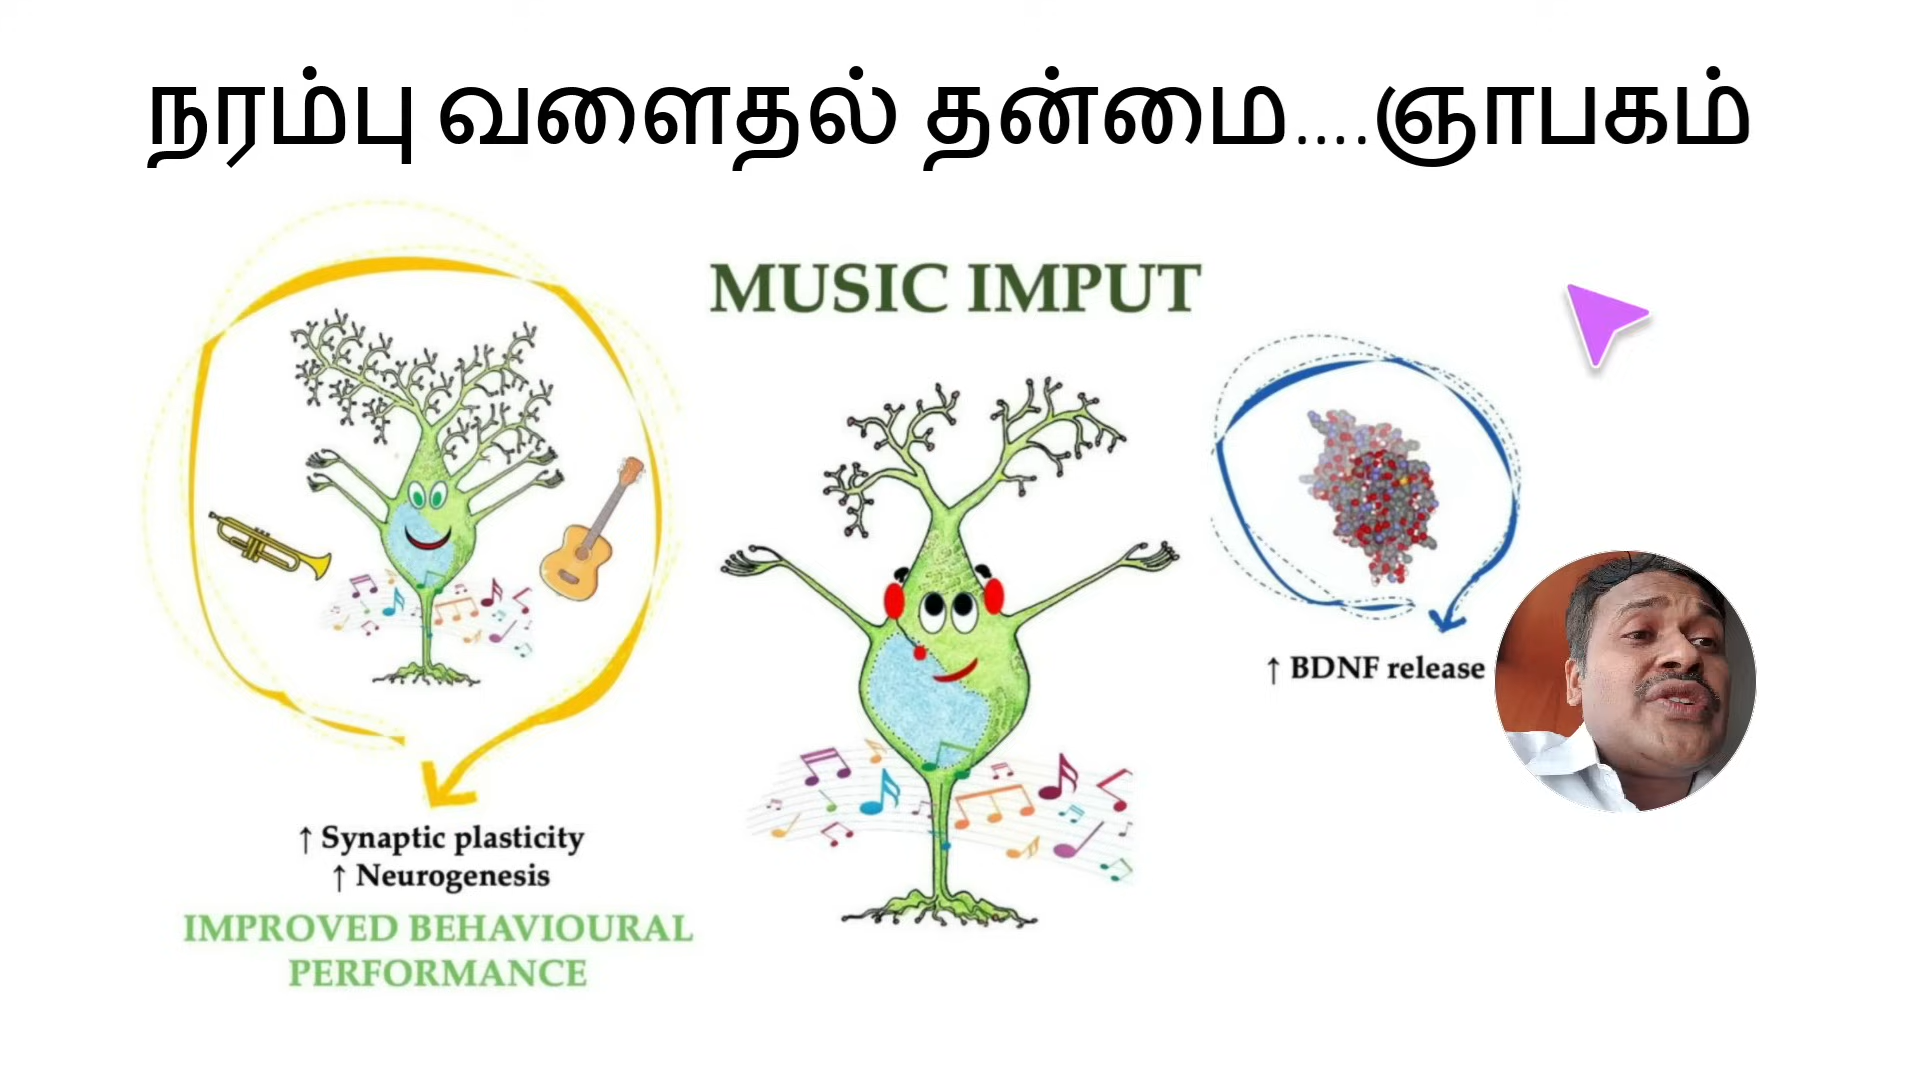 நரம்பு வளைதல் தன்மை....ஞாபகம்
MUSIC IMPUT
↑ BDNF release
↑ Synaptic plasticity
↑ Neurogenesis
IMPROVED BEHAVIOURAL
PERFORMANCE